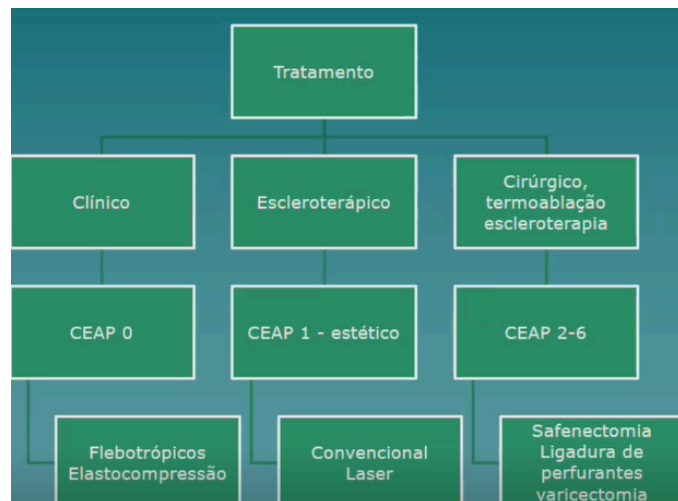 Tratamento
Clínico
Escleroterápico
Cirúrgico,
termoablação
escleroterapia
CEAP 0
CEAP 1 - estético
CEAP 2-6
Flebotrópicos
Elastocompressão
Convencional
Laser
Safenectomia
Ligadura de
perfurantes
varicectomia